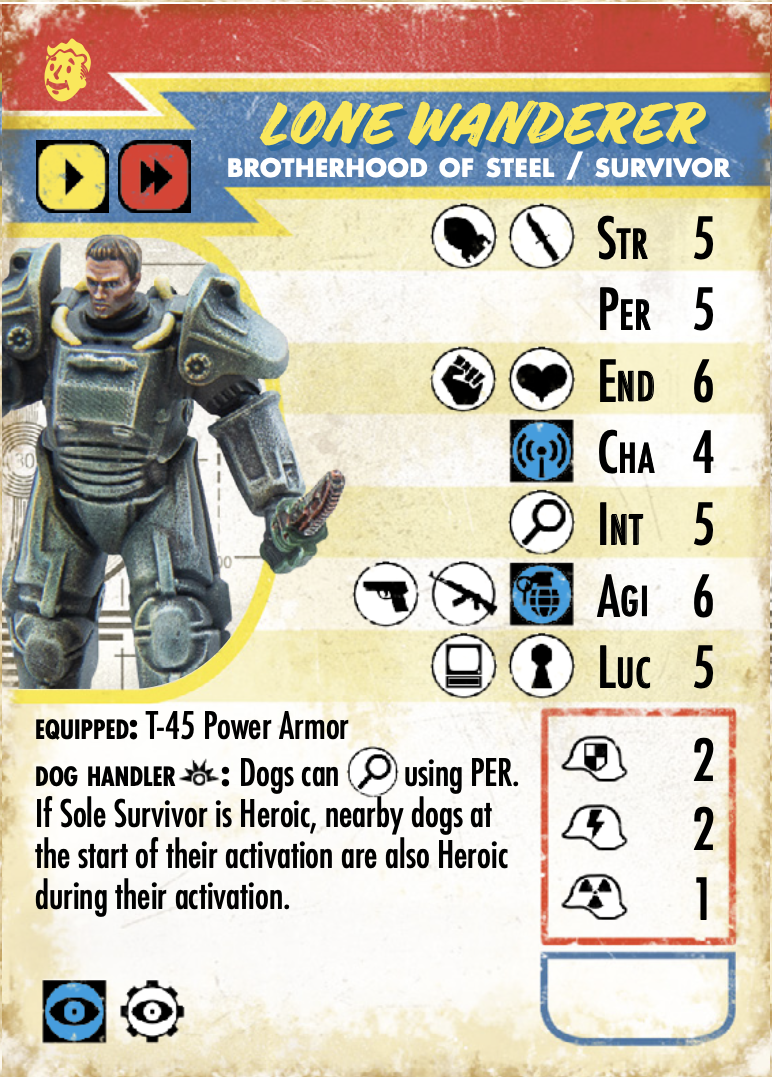 LONE WANDERER
BROTHERHOOD OF STEEL / SURVIVOR
STR 5
PER 5
END 6
CHA 4
INT 5
AGI 6
LUC 5
EQUIPPED: T-45 Power Armor
DOG HANDLER : Dogs can using PER.
If Sole Survivor is Heroic, nearby dogs at
the start of their activation are also Heroic
during their activation.
2
2
1